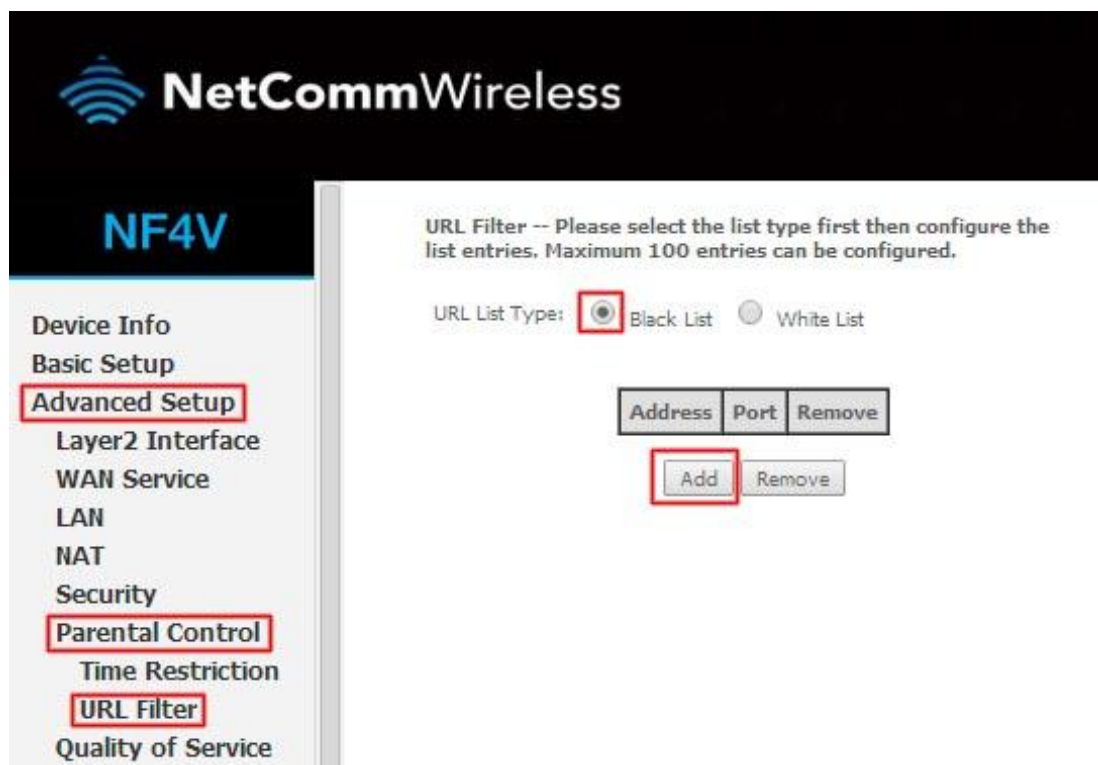 NetCommWireless
NF4V
Device Info
Basic Setup
Advanced Setup
Layer2 Interface
WAN Service
LAN
NAT
Security
Parental Control
Time Restriction
URL Filter
Quality of Service
URL Filter -- Please select the list type first then configure the
list entries. Maximum 100 entries can be configured.
URL List Type: Black List White List
Address Port Remove
Add Remove